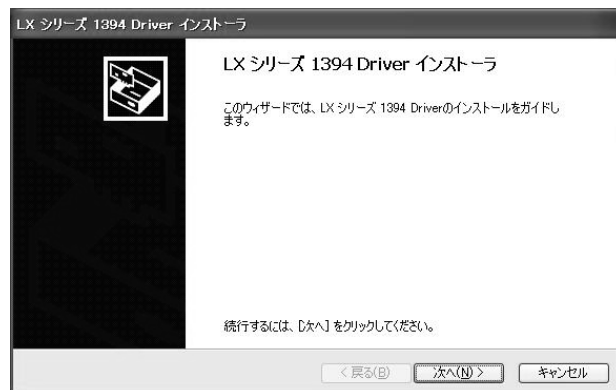 LX シリーズ 1394 Driver インストーラ
LX シリーズ 1394 Driver インストーラ
このウィザードでは、LX シリーズ 1394 Driverのインストールをガイドし
ます。
続行するには、[次へ] をクリックしてください。
< 戻る(B)
次へ(N) >
キャンセル